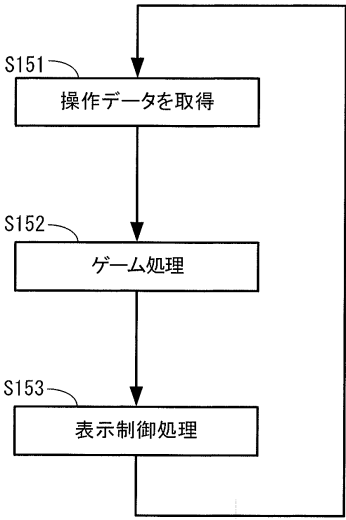 S151
操作データを取得
S152
ゲーム処理
S153
表示制御処理